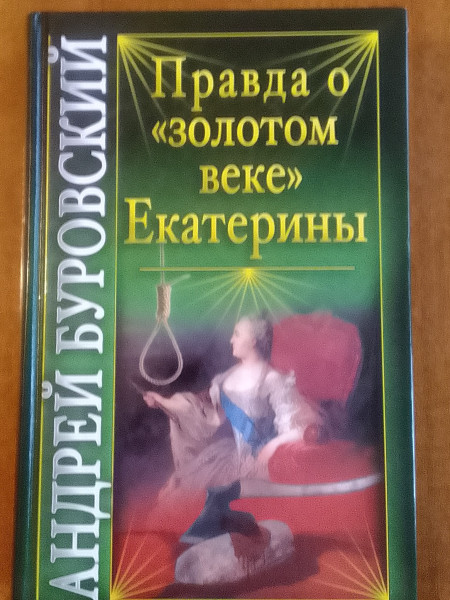 АНДРЕЙ БУРОВСКИЙ
Правда о
«золотом
веке»
Екатерины